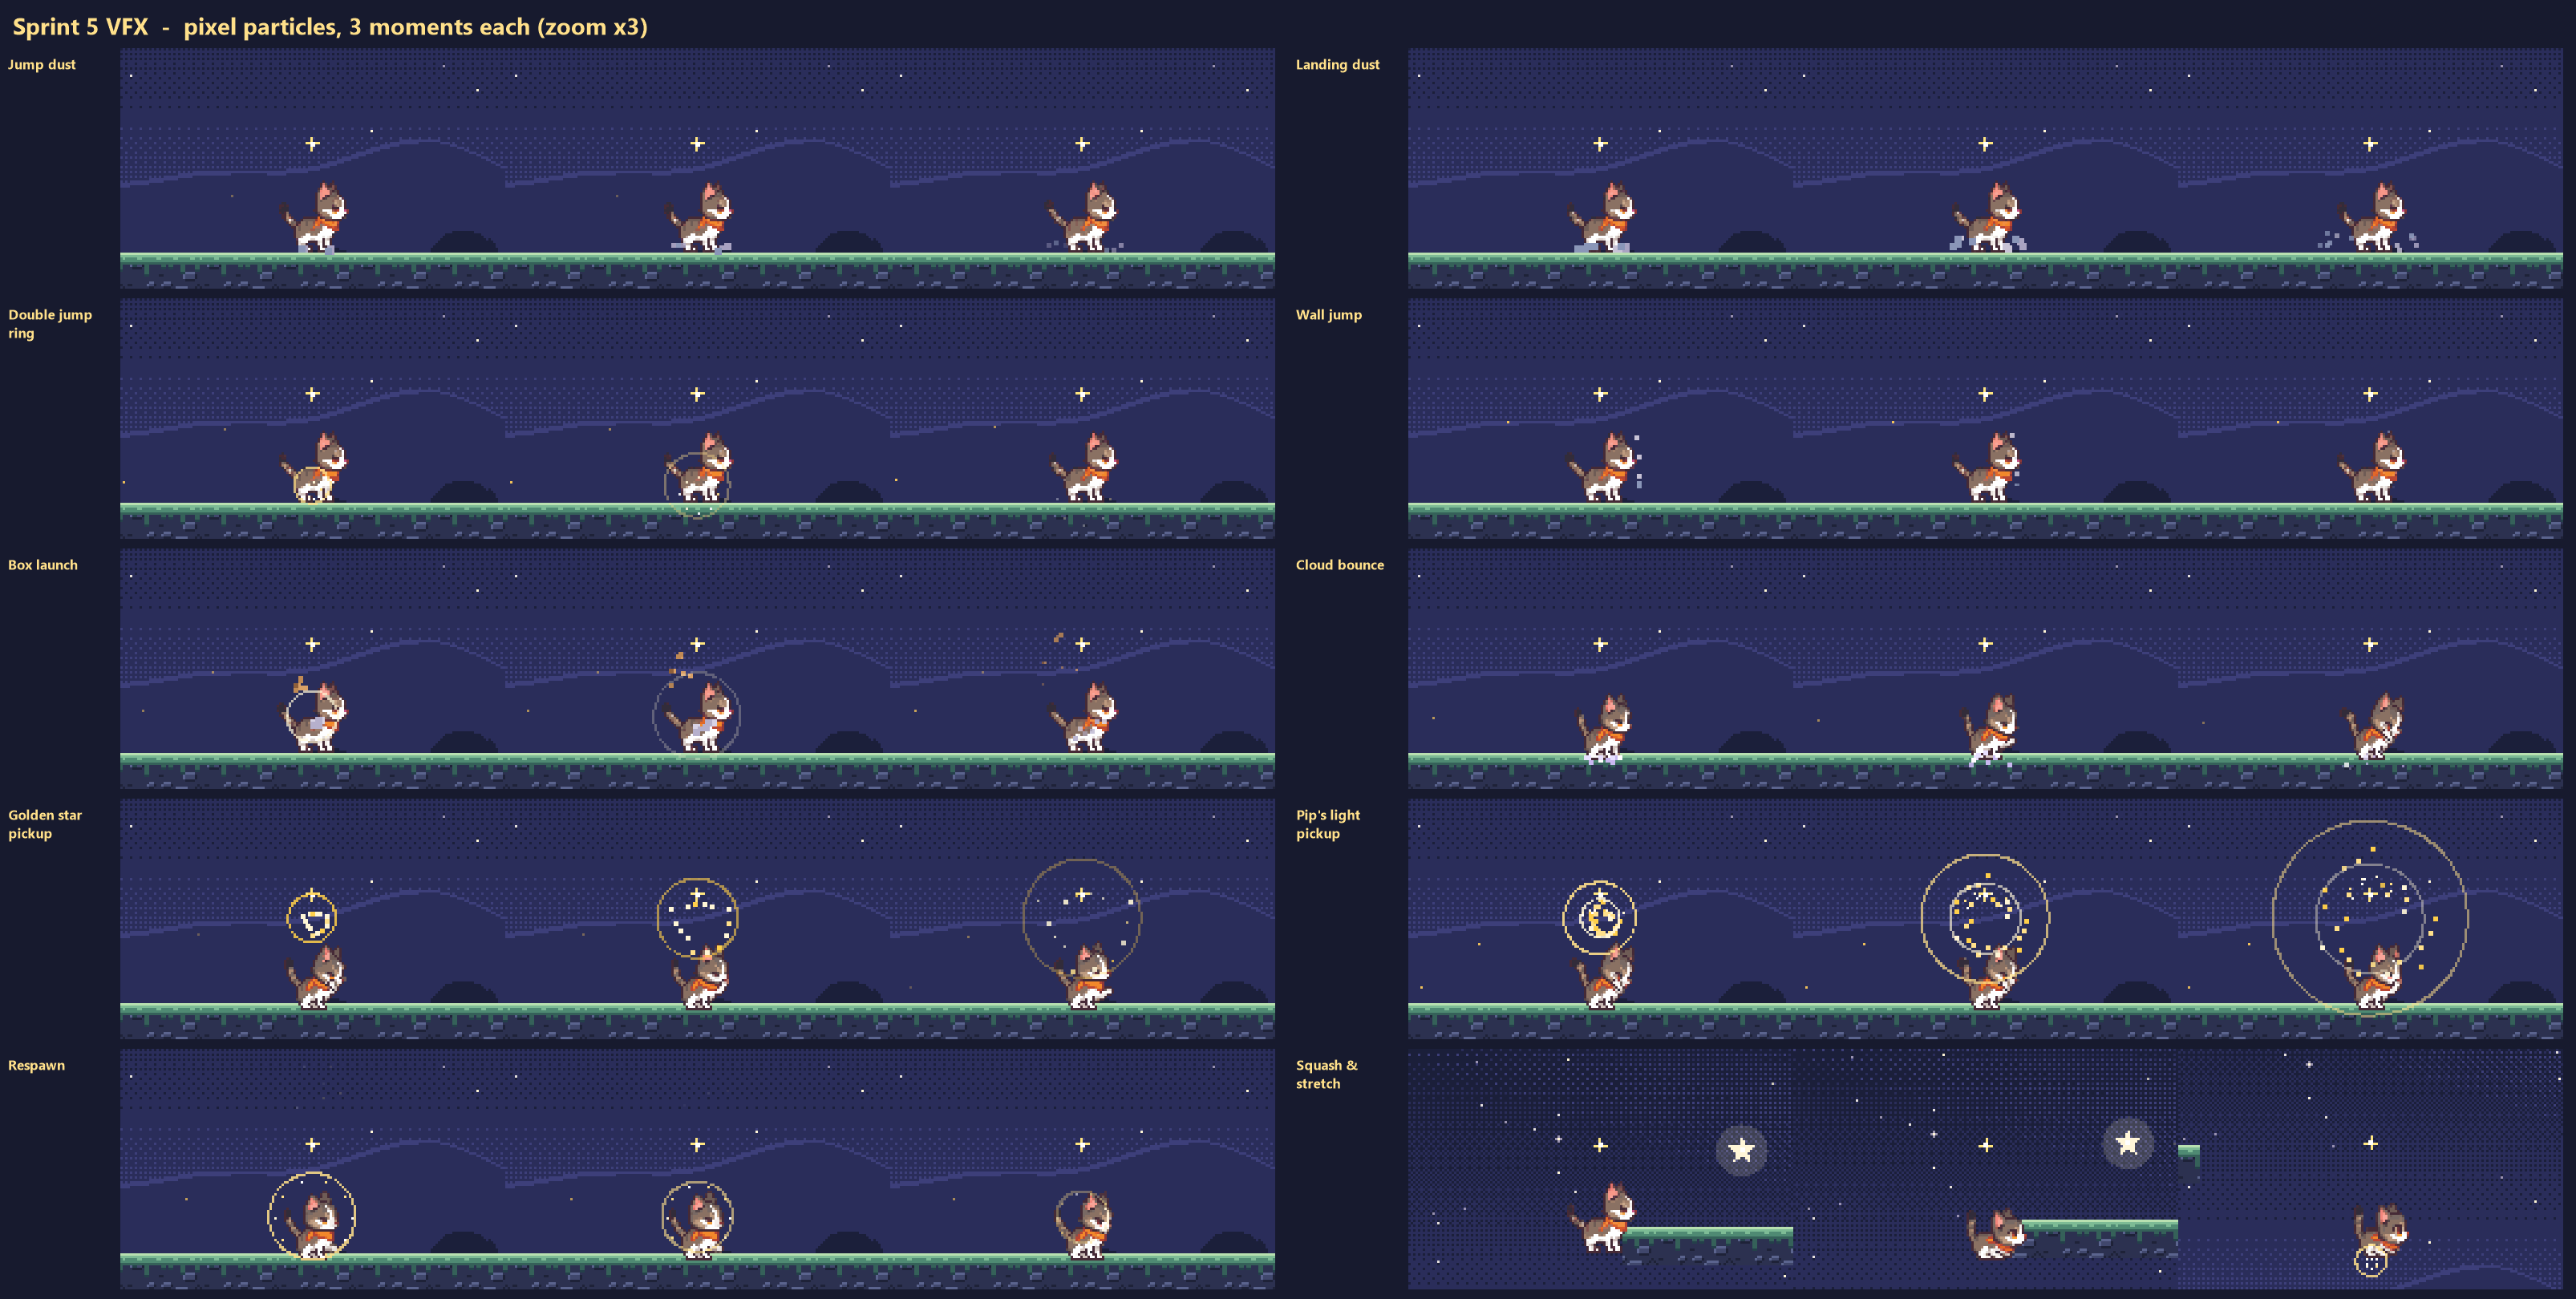 Sprint 5 VFX - pixel particles, 3 moments each (zoom x3)
Jump dust
Landing dust
Double jump
ring
Wall jump
Box launch
Cloud bounce
Golden star
pickup
Pip's light
pickup
Respawn
Squash &
stretch